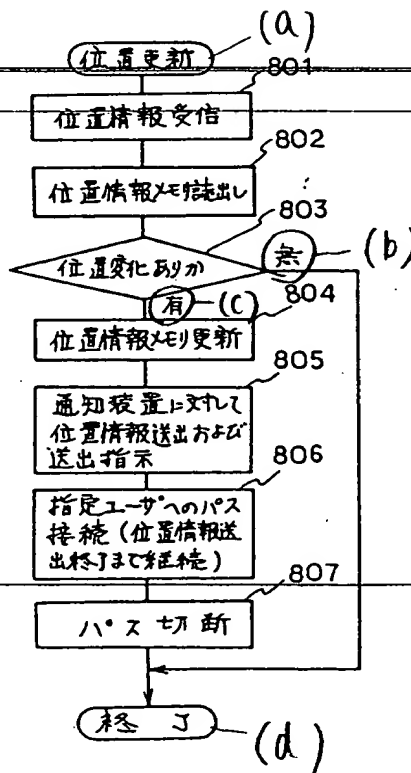 (a)
位置更新
801
位置情報受信
802
位置情報メモリ読出し
803
位置変化ありか
無
(b)
有
(c)
804
位置情報メモリ更新
805
通知装置に対して
位置情報送出および
送出指示
806
指定ユーザへのパス
接続(位置情報送
出終了まで継続)
807
パス切断
終了
(d)